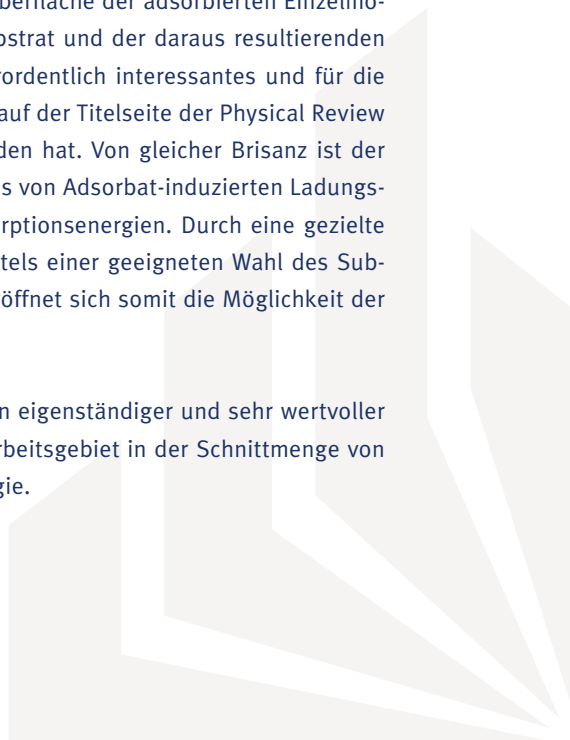 berfläche der adsorbierten Einzelmo-
ostrat und der daraus resultierenden
rordentlich interessantes und für die
auf der Titelseite der Physical Review
den hat. Von gleicher Brisanz ist der
s von Adsorbat-induzierten Ladungs-
rptionsenergien. Durch eine gezielte
tels einer geeigneten Wahl des Sub-
öffnet sich somit die Möglichkeit der
n eigenständiger und sehr wertvoller
rbeitsgebiet in der Schnittmenge von
gie.